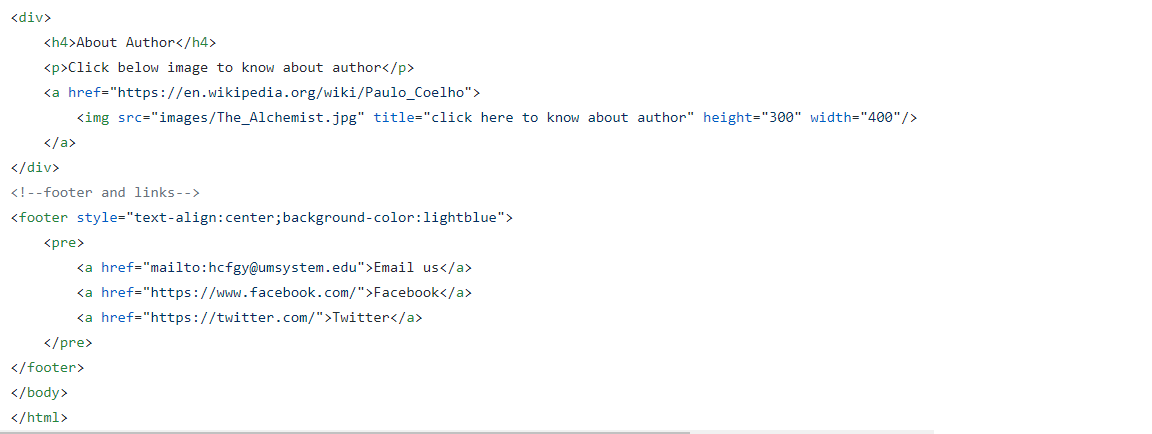 <div>
    <h4>About Author</h4>
    <p>Click below image to know about author</p>
    <a href="https://en.wikipedia.org/wiki/Paulo_Coelho">
        <img src="images/The_Alchemist.jpg" title="click here to know about author" height="300" width="400"/>
    </a>
</div>
<!--footer and links-->
<footer style="text-align:center;background-color:lightblue">
    <pre>
        <a href="mailto:hcfgy@umsystem.edu">Email us</a>
        <a href="https://www.facebook.com/">Facebook</a>
        <a href="https://twitter.com/">Twitter</a>
    </pre>
</footer>
</body>
</html>